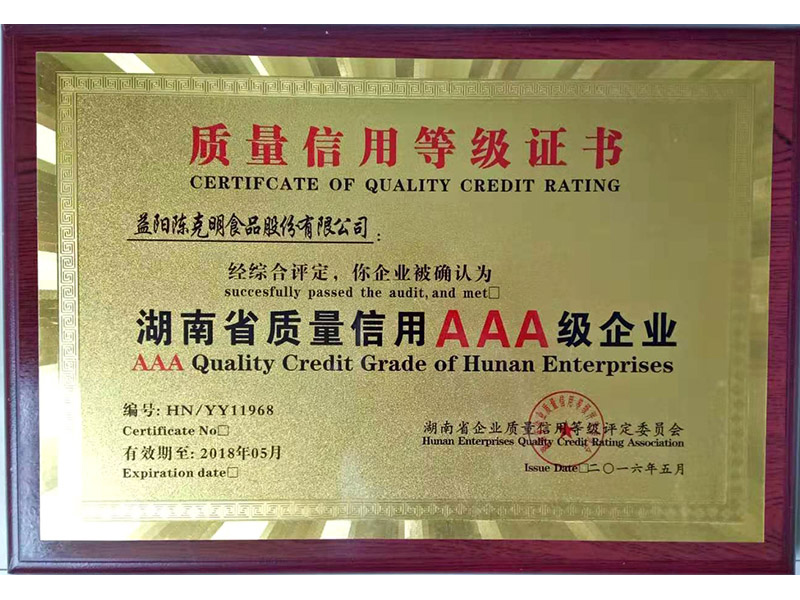 质量信用等级证书
CERTIFCATE OF QUALITY CREDIT RATING
益阳陈克明食品股份有限公司：
经综合评定，你企业被确认为
succesfully passed the audit,and met□
湖南省质量信用AAA级企业
AAA Quality Credit Grade of Hunan Enterprises
编号: HN/YY11968
Certificate No□
有效期至: 2018年05月
Expiration date□
湖南省企业质量信用等级评定委员会
Hunan Enterprises Quality Credit Rating Association
Issue Date□二〇一六年五月